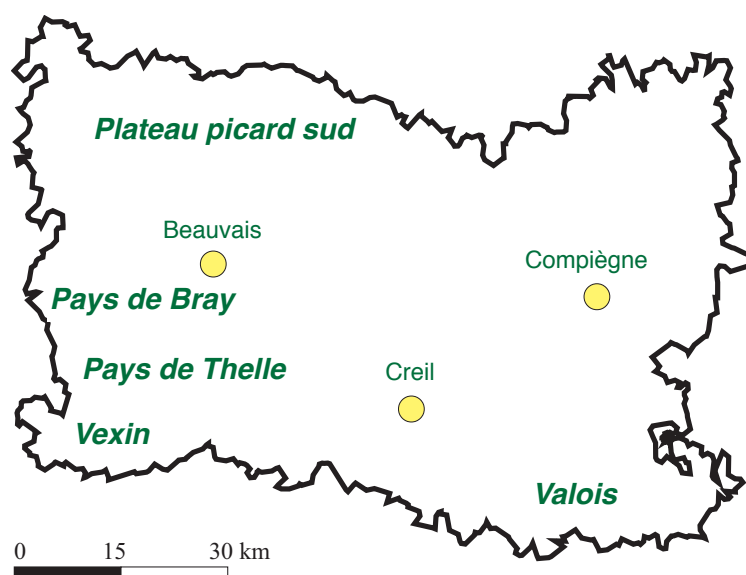 Plateau picard sud
Beauvais
Compiègne
Pays de Bray
Pays de Thelle
Creil
Vexin
Valois
0 15 30 km